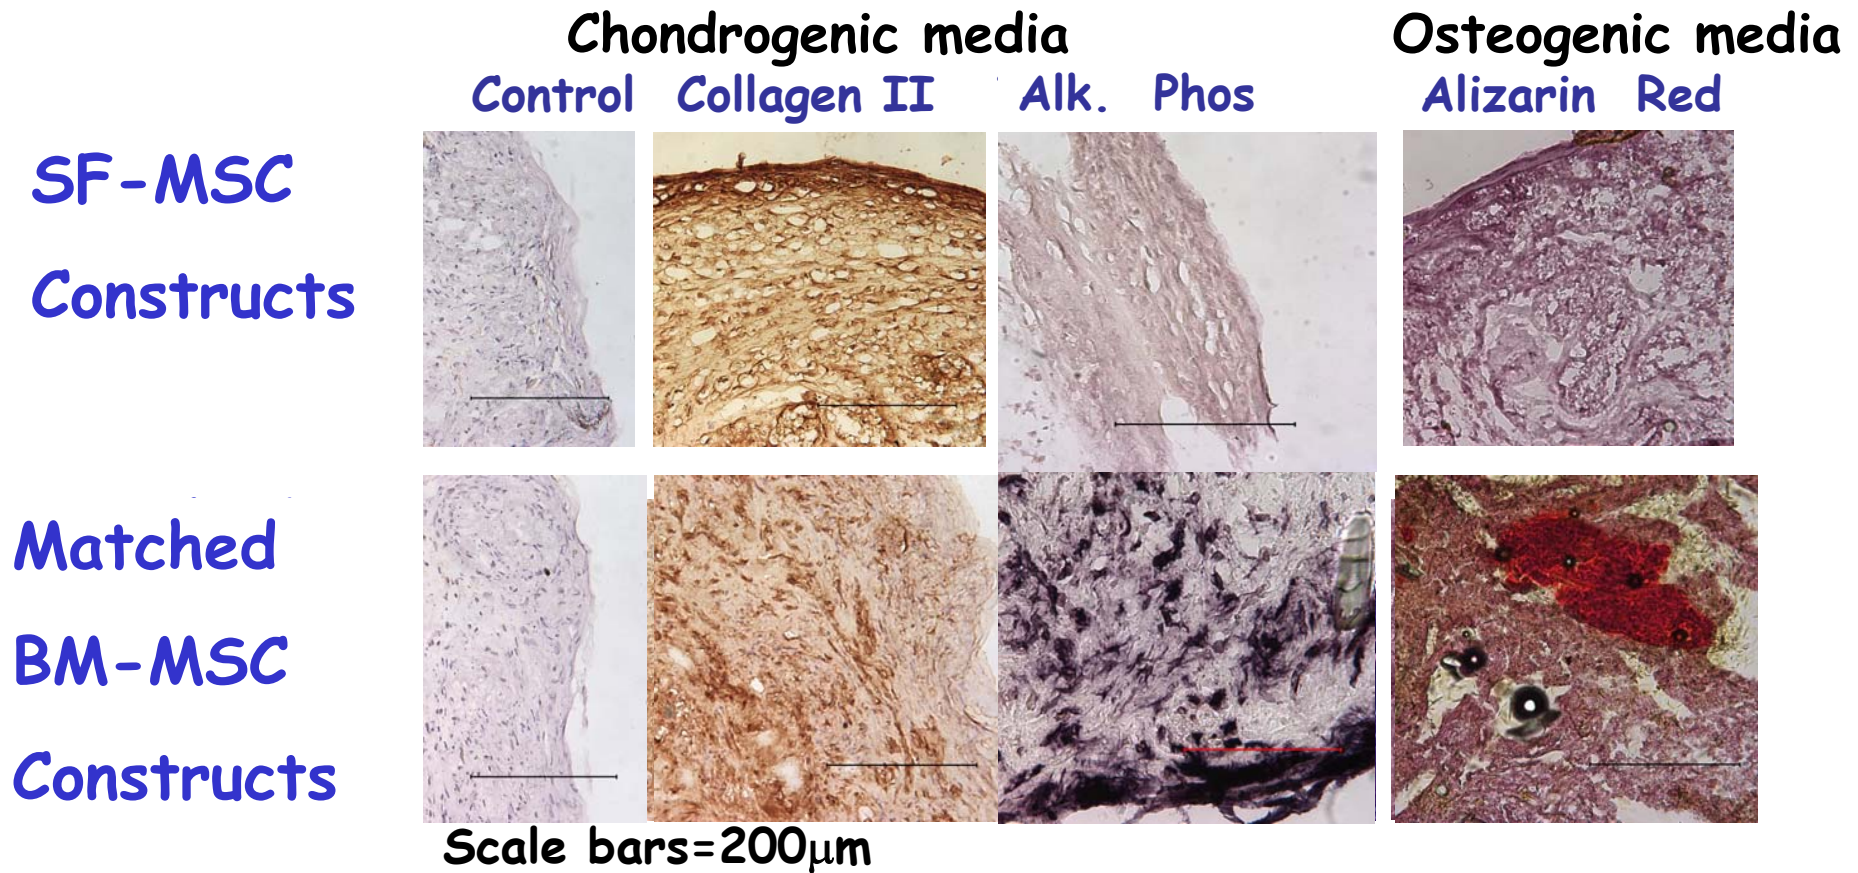 Chondrogenic media
Osteogenic media
Control
Collagen II
Alk. Phos
Alizarin Red
SF-MSC
Constructs
Matched
BM-MSC
Constructs
Scale bars=200μm